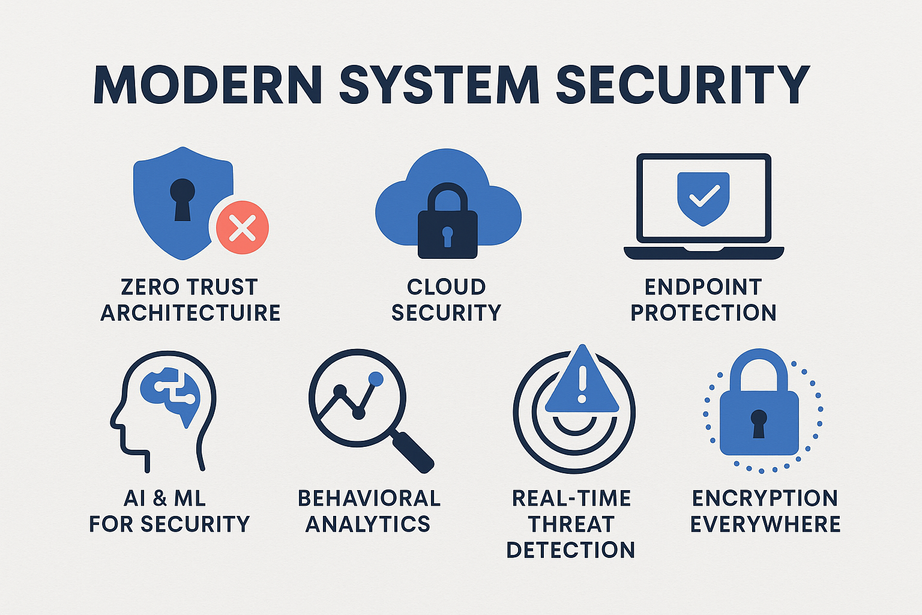 MODERN SYSTEM SECURITY
ZERO TRUST
ARCHITECTUIRE
CLOUD
SECURITY
ENDPOINT
PROTECTION
AI & ML
FOR SECURITY
BEHAVIORAL
ANALYTICS
REAL-TIME
THREAT
DETECTION
ENCRYPTION
EVERYWHERE